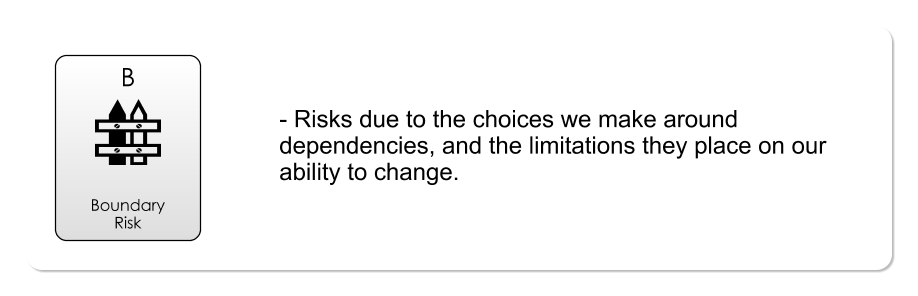 B
Boundary
Risk
- Risks due to the choices we make around
dependencies, and the limitations they place on our
ability to change.